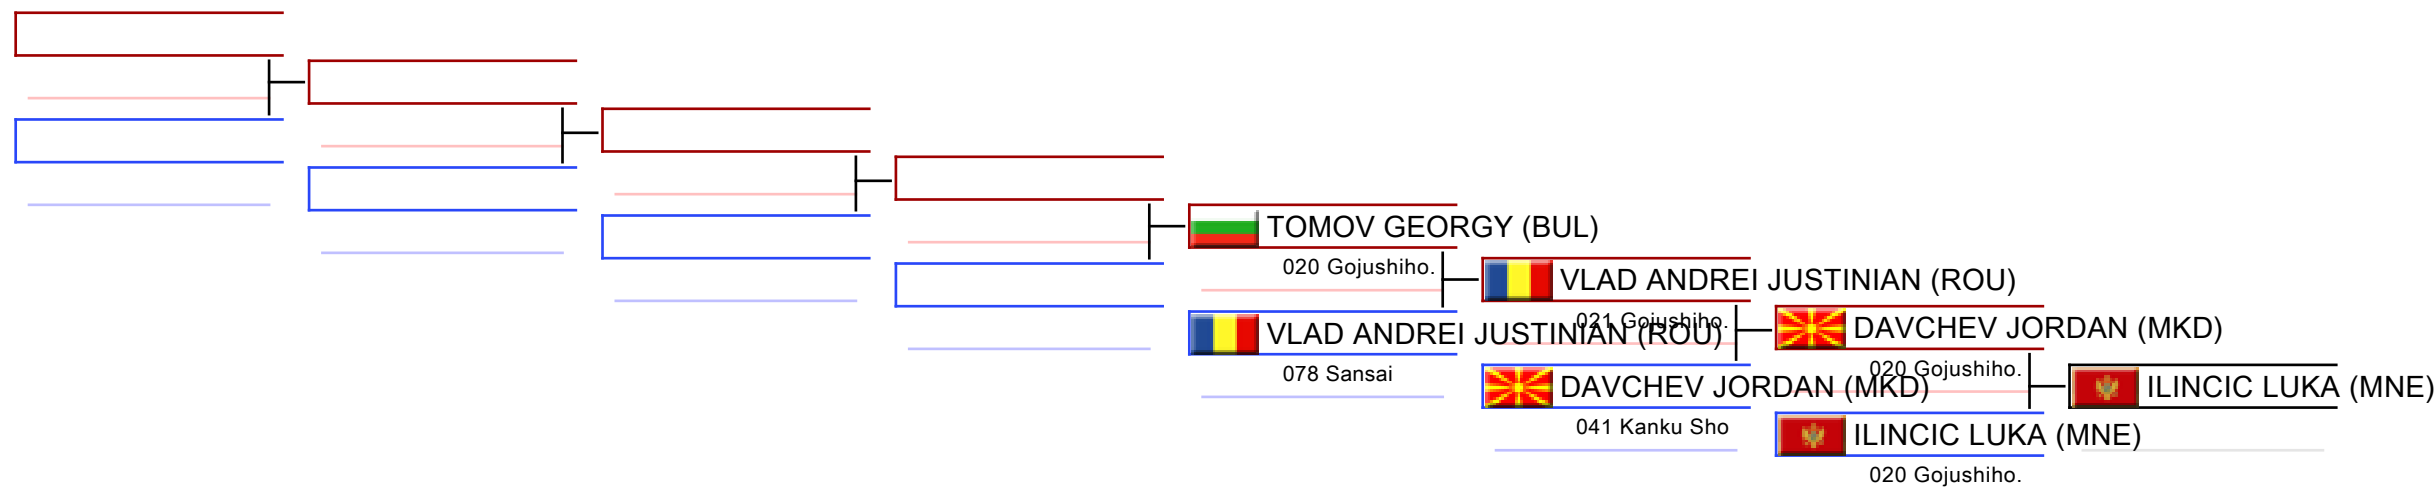 TOMOV GEORGY (BUL)
020 Gojushiho.
VLAD ANDREI JUSTINIAN (ROU)
078 Sansai
VLAD ANDREI JUSTINIAN (ROU)
021 Gojushiho.
DAVCHEV JORDAN (MKD)
041 Kanku Sho
DAVCHEV JORDAN (MKD)
020 Gojushiho.
ILINCIC LUKA (MNE)
020 Gojushiho.
ILINCIC LUKA (MNE)